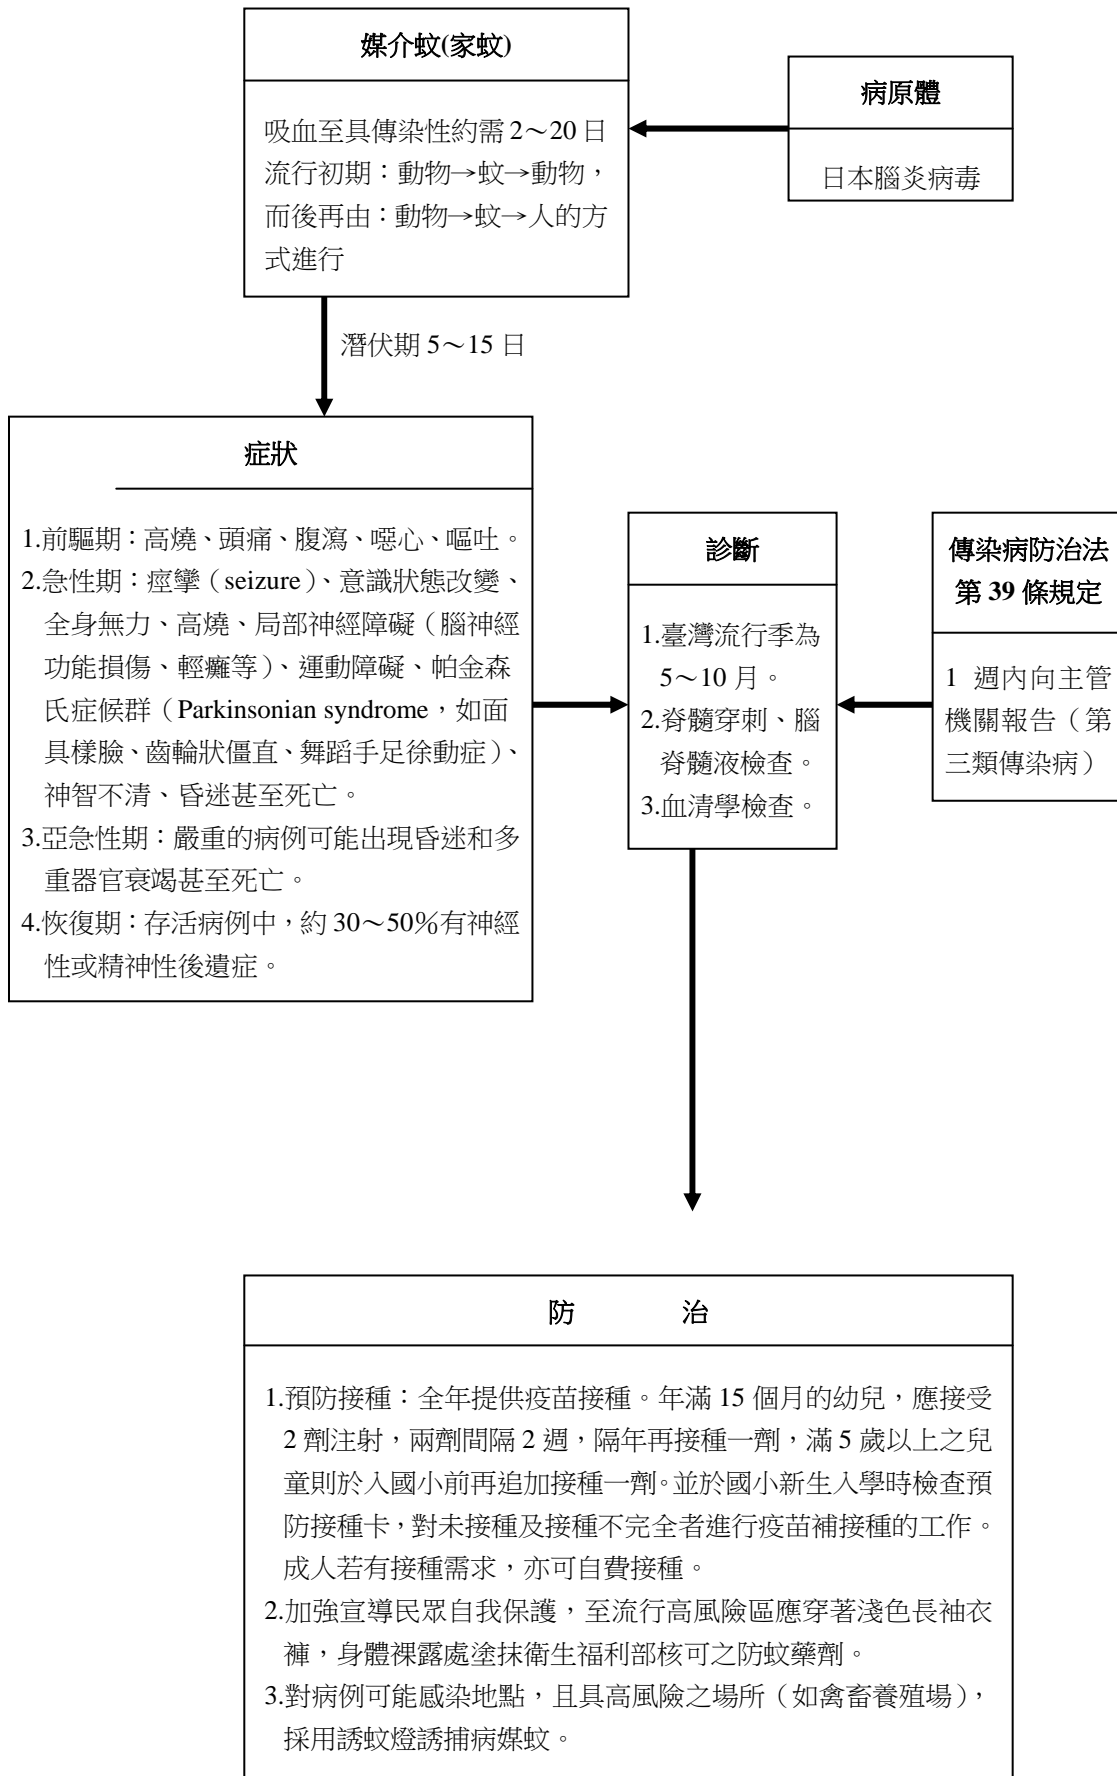 媒介蚊(家蚊)
吸血至具傳染性約需 2～20 日
流行初期：動物→蚊→動物，
而後再由：動物→蚊→人的方
式進行
病原體
日本腦炎病毒
潛伏期 5～15 日
症狀
1.前驅期：高燒、頭痛、腹瀉、噁心、嘔吐。
2.急性期：痙攣（seizure）、意識狀態改變、
全身無力、高燒、局部神經障礙（腦神經
功能損傷、輕癱等）、運動障礙、帕金森
氏症候群（Parkinsonian syndrome，如面
具樣臉、齒輪狀僵直、舞蹈手足徐動症）、
神智不清、昏迷甚至死亡。
3.亞急性期：嚴重的病例可能出現昏迷和多
重器官衰竭甚至死亡。
4.恢復期：存活病例中，約 30～50％有神經
性或精神性後遺症。
診斷
1.臺灣流行季為
5～10 月。
2.脊髓穿刺、腦
脊髓液檢查。
3.血清學檢查。
傳染病防治法
第 39 條規定
1 週內向主管
機關報告（第
三類傳染病）
防 治
1.預防接種：全年提供疫苗接種。年滿 15 個月的幼兒，應接受
2 劑注射，兩劑間隔 2 週，隔年再接種一劑，滿 5 歲以上之兒
童則於入國小前再追加接種一劑。並於國小新生入學時檢查預
防接種卡，對未接種及接種不完全者進行疫苗補接種的工作。
成人若有接種需求，亦可自費接種。
2.加強宣導民眾自我保護，至流行高風險區應穿著淺色長袖衣
褲，身體裸露處塗抹衛生福利部核可之防蚊藥劑。
3.對病例可能感染地點，且具高風險之場所（如禽畜養殖場），
採用誘蚊燈誘捕病媒蚊。